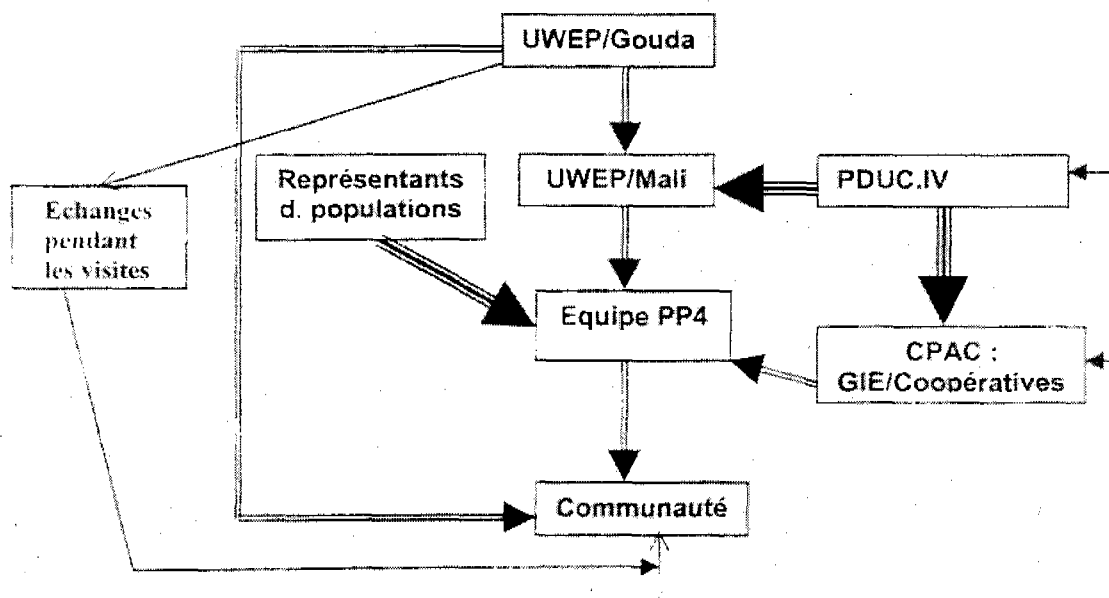 UWEP/Gouda
Représentants
d. populations
UWEP/Mali
PDUC.IV
Echanges
pendant
les visites
Equipe PP4
CPAC :
GIE/Coopératives
Communauté